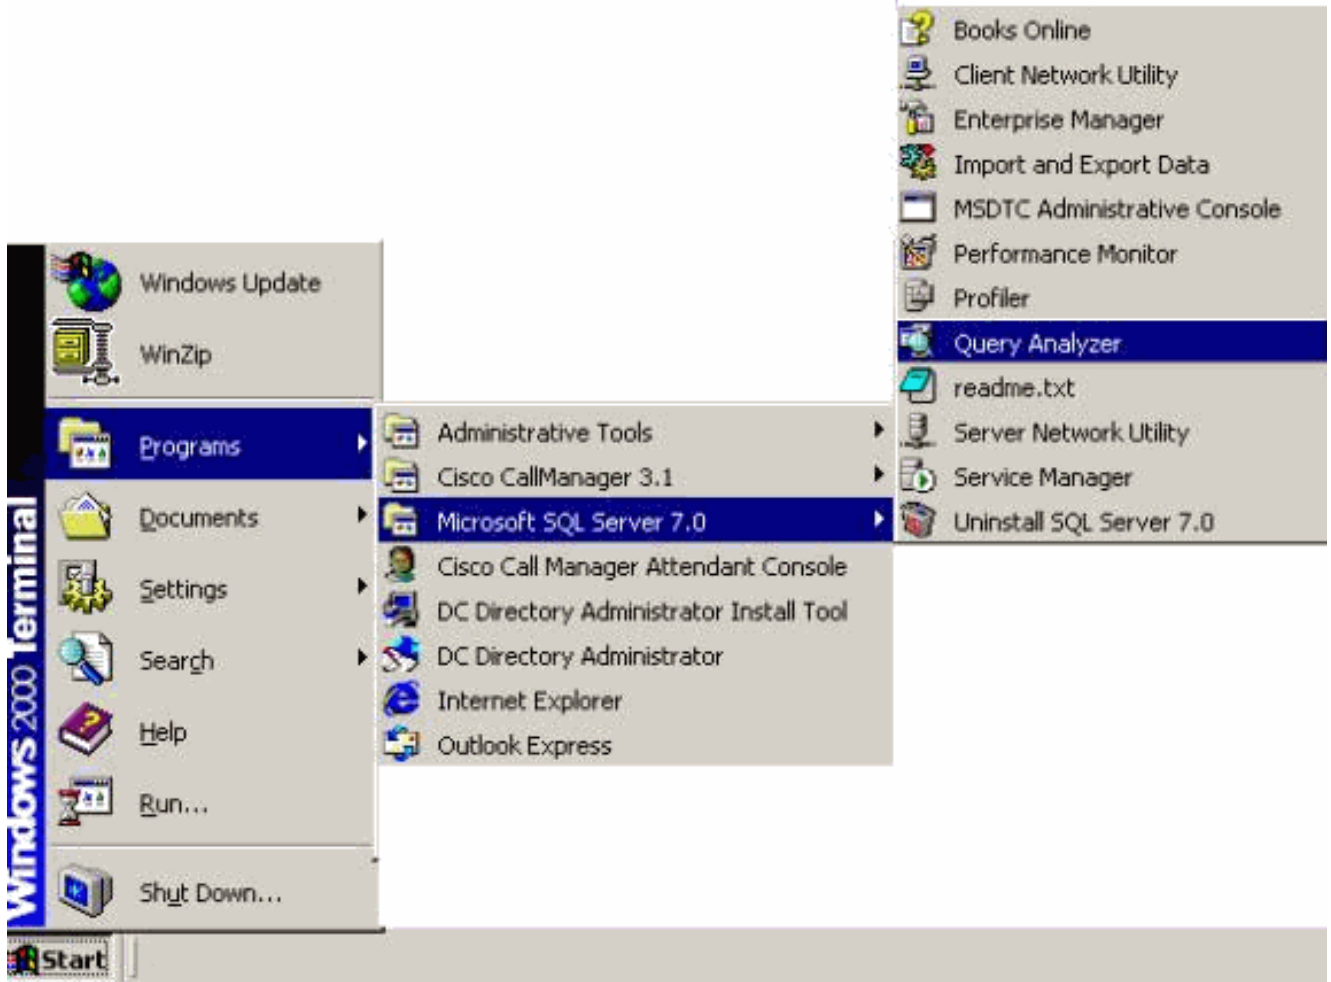 Books Online
Client Network Utility
Enterprise Manager
Import and Export Data
MSDTC Administrative Console
Performance Monitor
Profiler
Query Analyzer
readme.txt
Server Network Utility
Service Manager
Uninstall SQL Server 7.0
Windows Update
WinZip
Programs
Documents
Settings
Search
Help
Run...
Shut Down...
Administrative Tools
Cisco CallManager 3.1
Microsoft SQL Server 7.0
Cisco Call Manager Attendant Console
DC Directory Administrator Install Tool
DC Directory Administrator
Internet Explorer
Outlook Express
Windows 2000 Terminal
Start